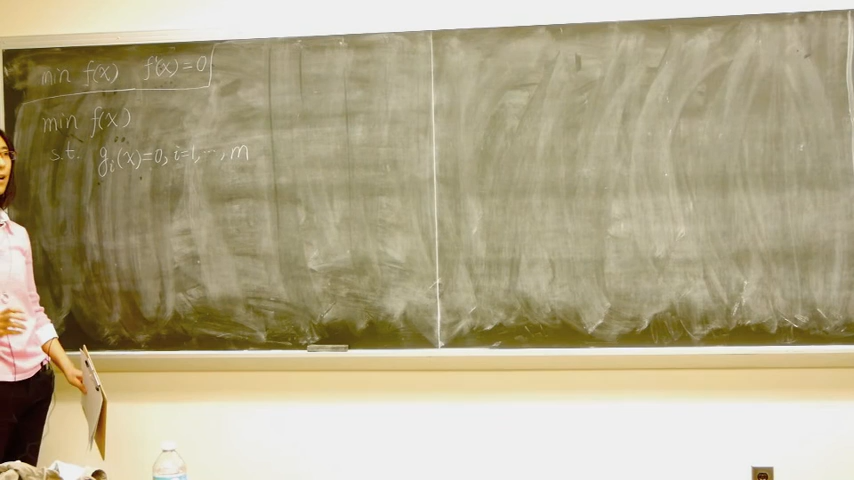 min f(x) f'(x) = 0
min f(x)
s.t. gᵢ(x)=0, i=1,⋯, m